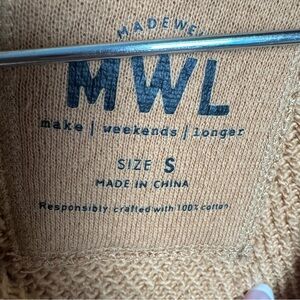 MADEWE
MWL
make | weekends | longer
SIZE S
MADE IN CHINA
Responsibly crafted with 100% cotton